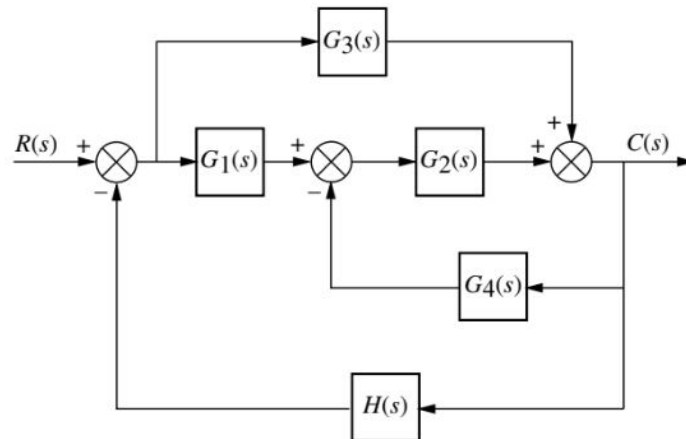 G3(s)
+
R(s) + G1(s) + G2(s) + C(s)
−
−
G4(s)
H(s)